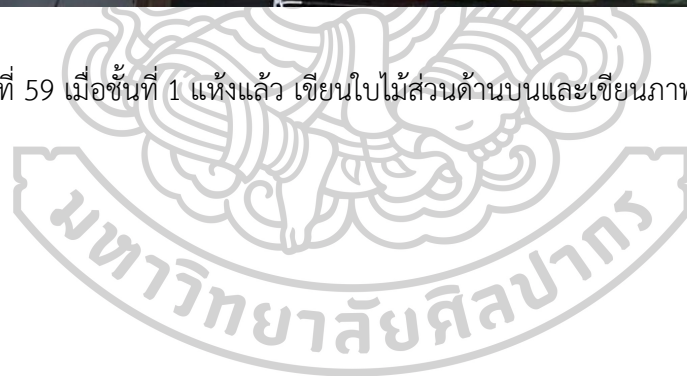 ที่ 59 เมื่อชั้นที่ 1 แห้งแล้ว เขียนใบไม้ส่วนด้านบนและเขียนภาพ
มหาวิทยาลัยศิลปากร